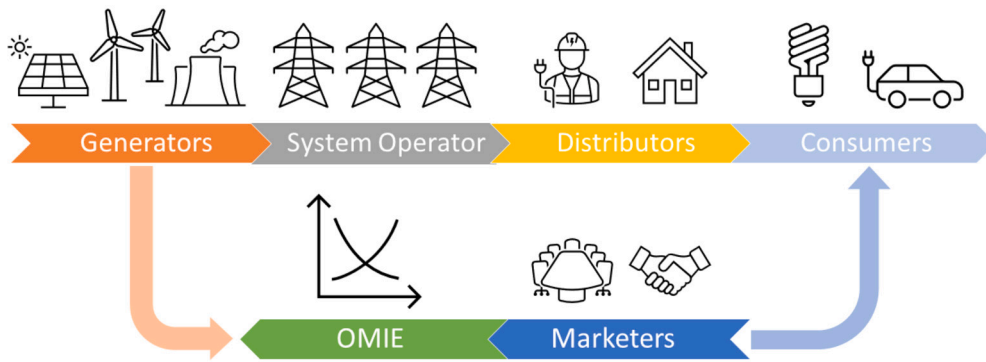 Generators
System Operator
Distributors
Consumers
OMIE
Marketers